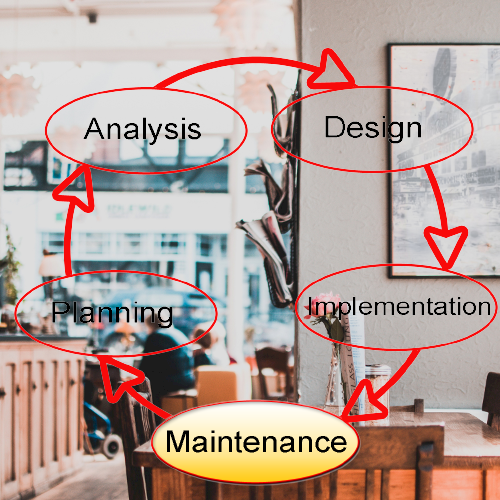 Analysis
Design
Planning
Implementation
Maintenance